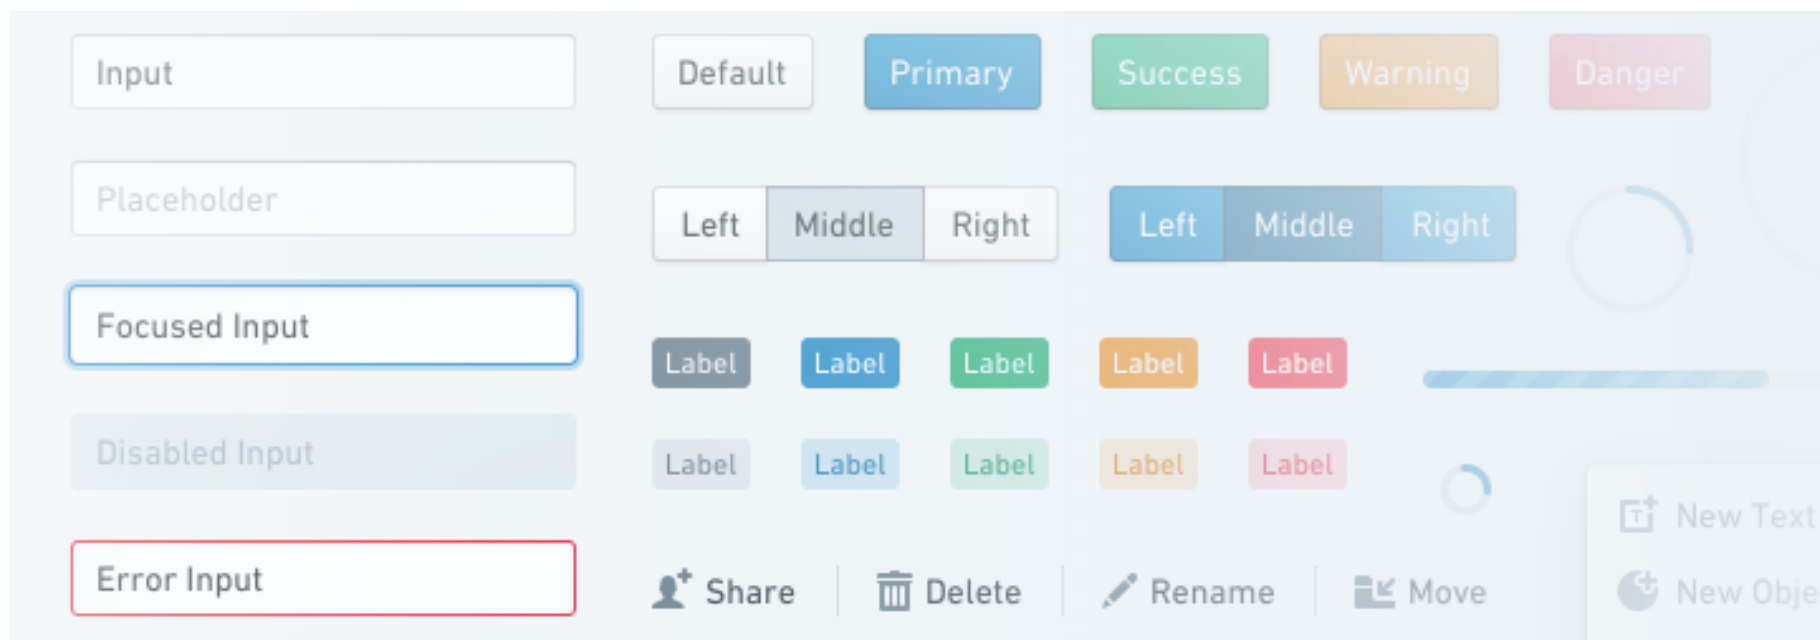 Input
Default
Primary
Success
Warning
Danger
Placeholder
Left
Middle
Right
Left
Middle
Right
Focused Input
Label
Label
Label
Label
Label
Disabled Input
Label
Label
Label
Label
Label
New Text
Error Input
Share
Delete
Rename
Move
New Obje